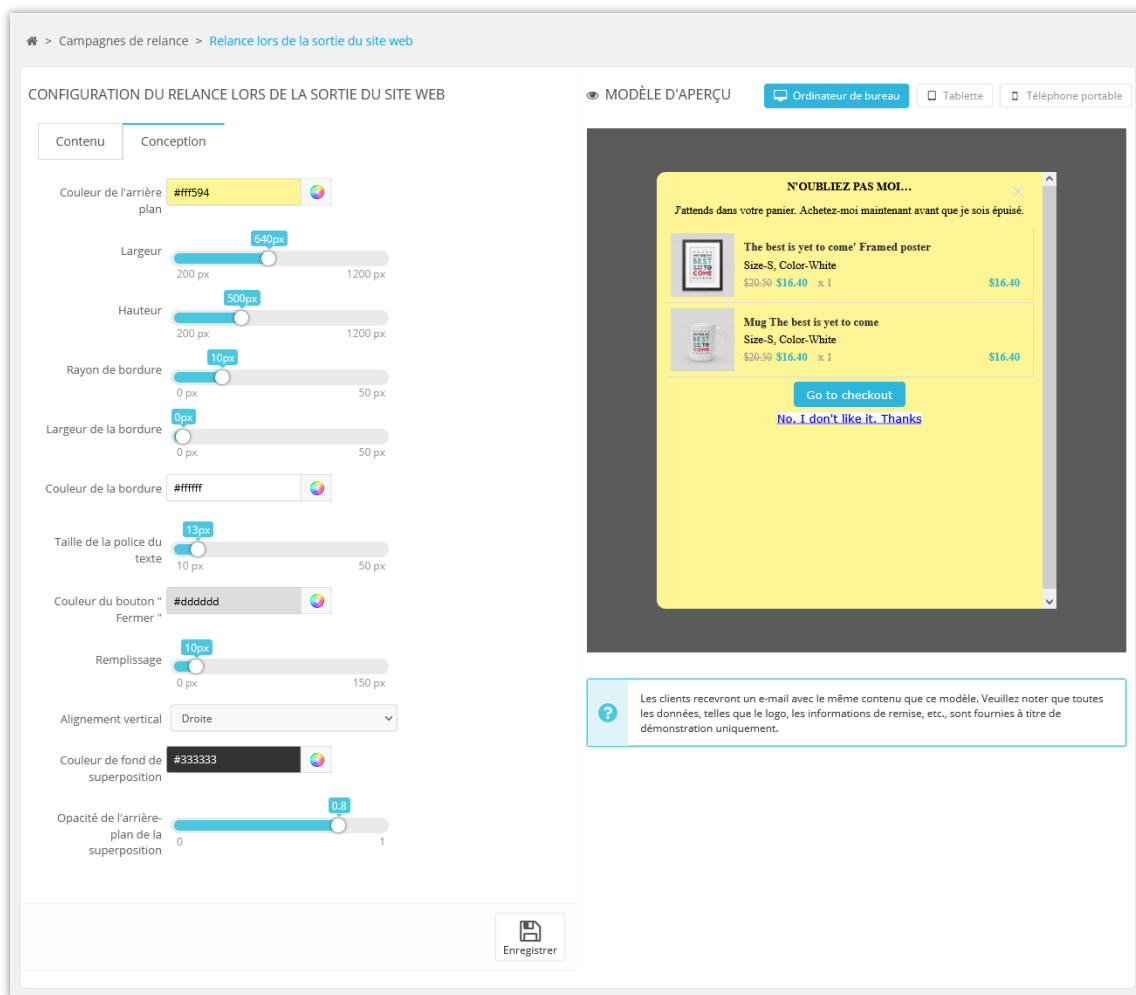 > Campagnes de relance > Relance lors de la sortie du site web
CONFIGURATION DU RELANCE LORS DE LA SORTIE DU SITE WEB
Contenu
Conception
Couleur de l'arrière
plan
#fff594
Largeur
640px
200 px
1200 px
Hauteur
500px
200 px
1200 px
Rayon de bordure
10px
0 px
50 px
Largeur de la bordure
0px
0 px
50 px
Couleur de la bordure
#ffffff
Taille de la police du
texte
13px
10 px
50 px
Couleur du bouton "
Fermer "
#dddddd
Remplissage
10px
0 px
150 px
Alignement vertical
Droite
Couleur de fond de
superposition
#333333
Opacité de l'arrière-
plan de la
superposition
0.8
0
1
Enregistrer
MODÈLE D'APERÇU
Ordinateur de bureau
Tablette
Téléphone portable
N'OUBLIEZ PAS MOI…
J'attends dans votre panier. Achetez-moi maintenant avant que je sois épuisé.
BEST
COME
The best is yet to come' Framed poster
Size-S, Color-White
$20.50 $16.40 x 1
$16.40
BEST
COME
Mug The best is yet to come
Size-S, Color-White
$20.50 $16.40 x 1
$16.40
Go to checkout
No, I don't like it. Thanks
Les clients recevront un e-mail avec le même contenu que ce modèle. Veuillez noter que toutes
les données, telles que le logo, les informations de remise, etc., sont fournies à titre de
démonstration uniquement.